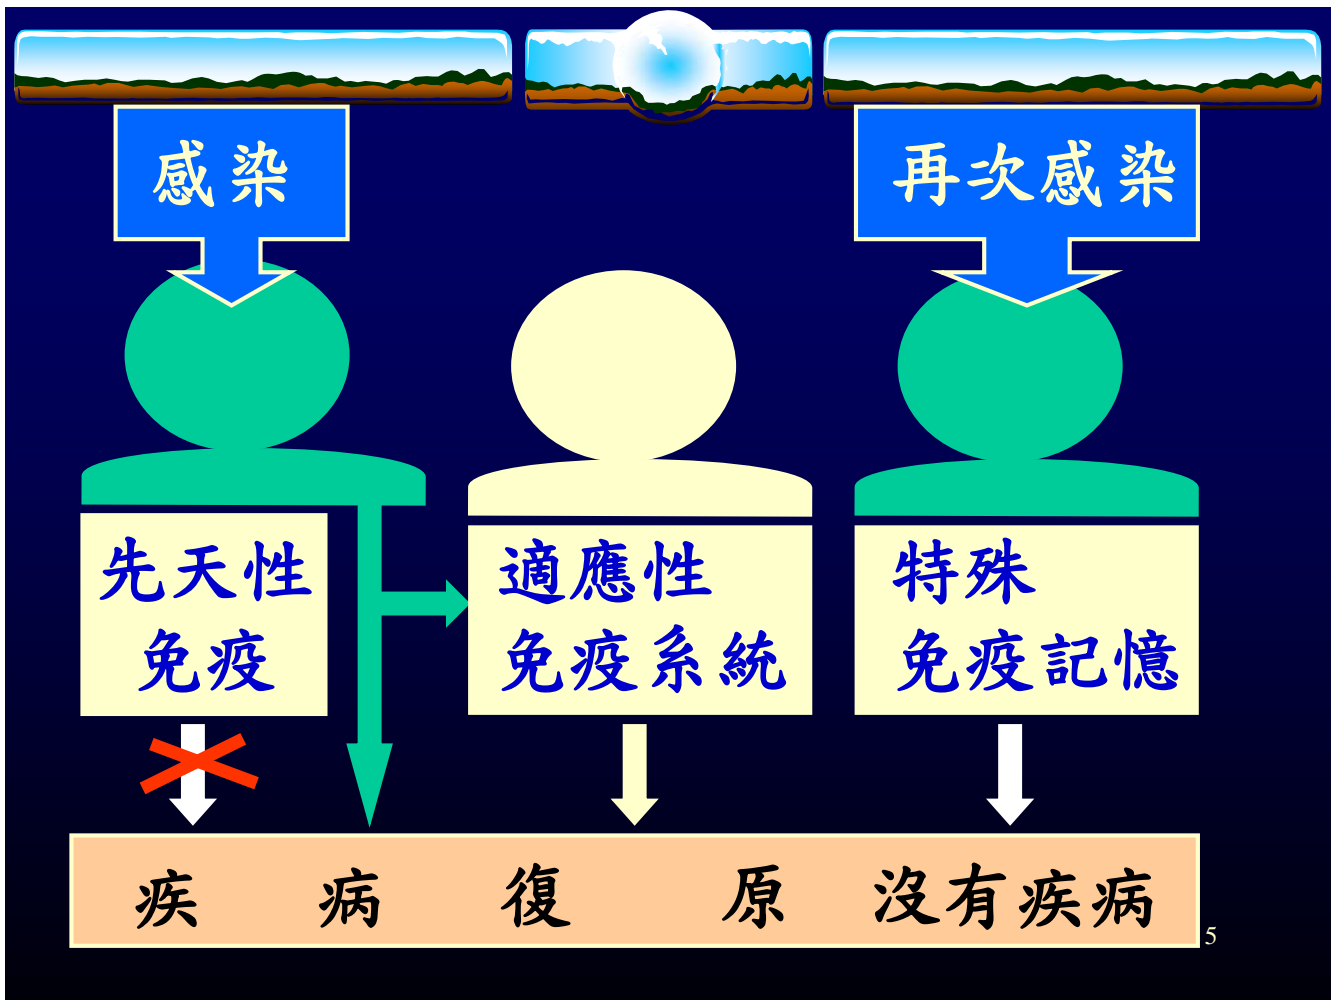 感染
再次感染
先天性
免疫
適應性
免疫系統
特殊
免疫記憶
疾 病 復 原 沒有疾病
5